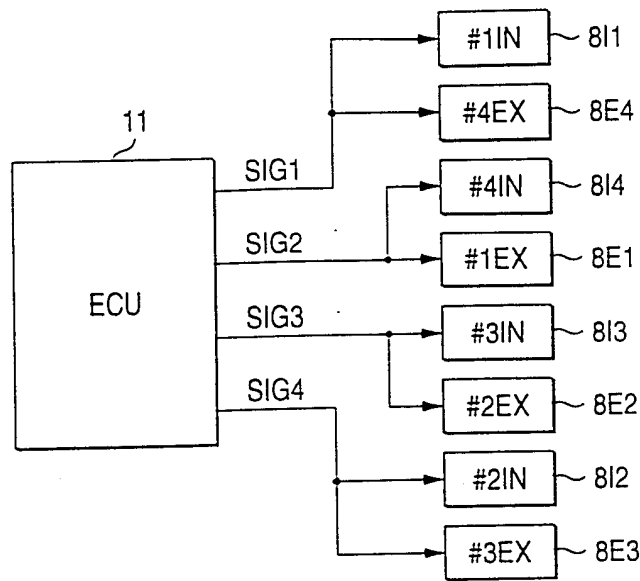 #1IN 8I1
#4EX 8E4
11
SIG1
#4IN 8I4
SIG2
#1EX 8E1
ECU
SIG3
#3IN 8I3
SIG4
#2EX 8E2
#2IN 8I2
#3EX 8E3